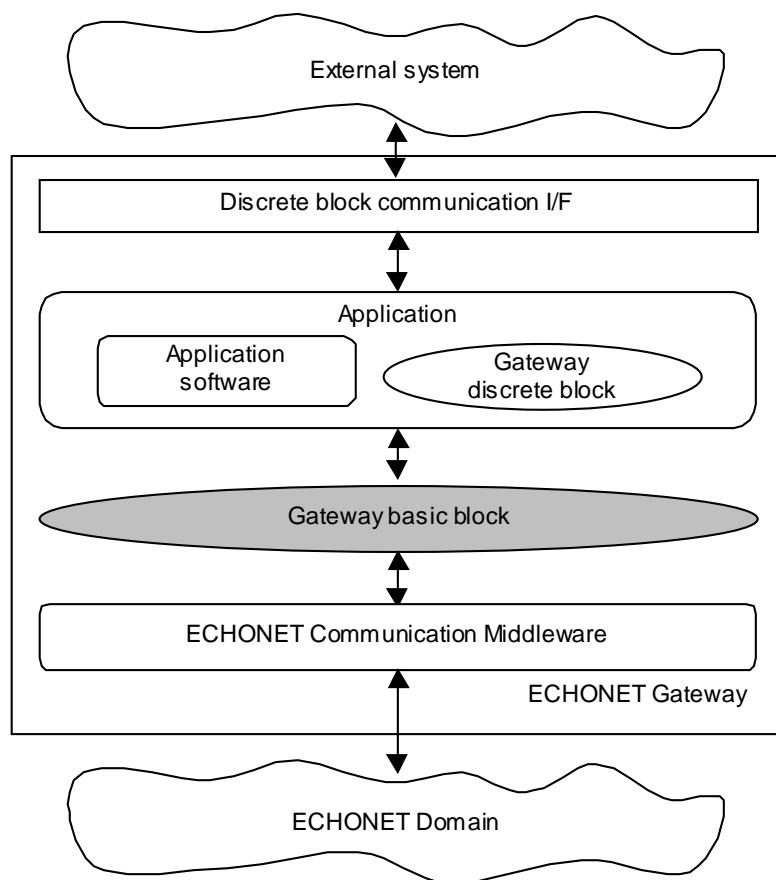 External system
Discrete block communication I/F
Application
Application
software
Gateway
discrete block
Gateway basic block
ECHONET Communication Middleware
ECHONET Gateway
ECHONET Domain